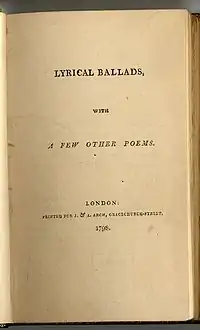 LYRICAL BALLADS,
WITH
A FEW OTHER POEMS.
LONDON:
PRINTED FOR J. & A. ARCH, GRACECHURCH-STREET.
1798.